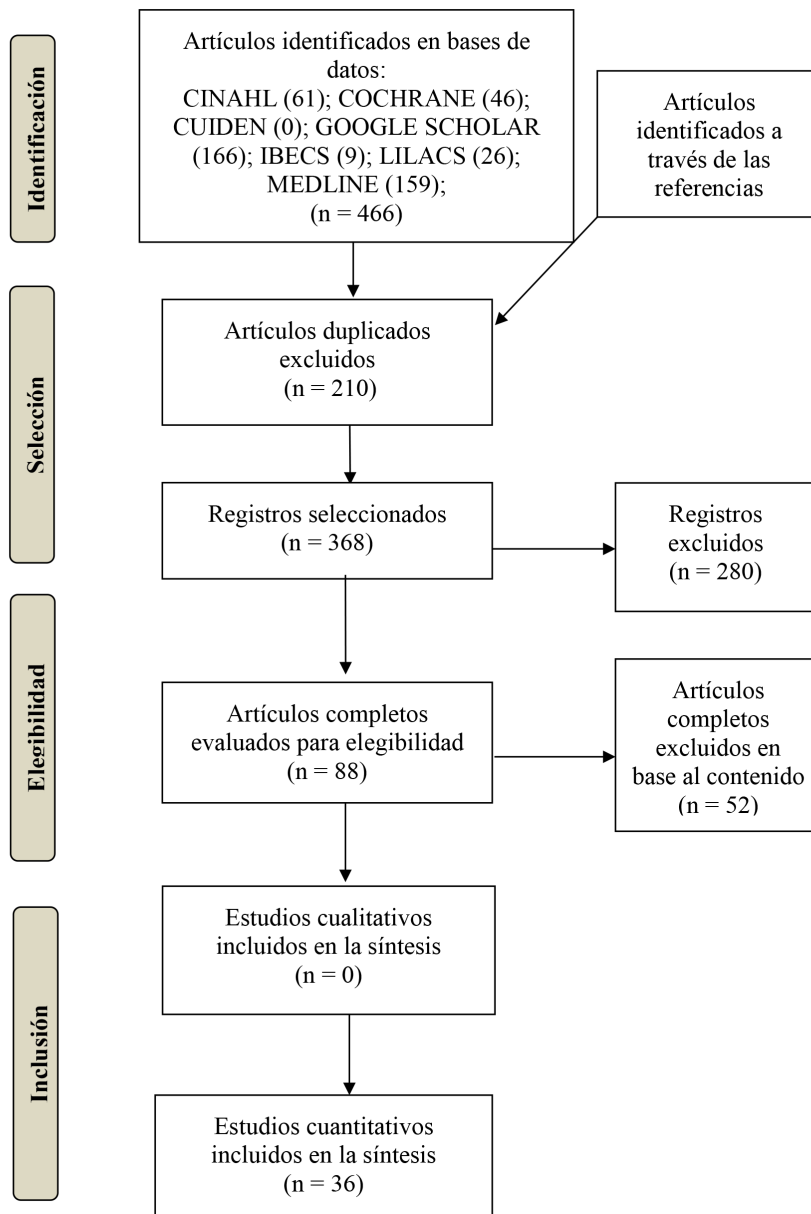 Identificación
Artículos identificados en bases de
datos:
CINAHL (61); COCHRANE (46);
CUIDEN (0); GOOGLE SCHOLAR
(166); IBECS (9); LILACS (26);
MEDLINE (159);
(n = 466)
Artículos
identificados a
través de las
referencias
Selección
Artículos duplicados
excluidos
(n = 210)
Registros seleccionados
(n = 368)
Registros
excluidos
(n = 280)
Elegibilidad
Artículos completos
evaluados para elegibilidad
(n = 88)
Artículos
completos
excluidos en
base al contenido
(n = 52)
Inclusión
Estudios cualitativos
incluidos en la síntesis
(n = 0)
Estudios cuantitativos
incluidos en la síntesis
(n = 36)